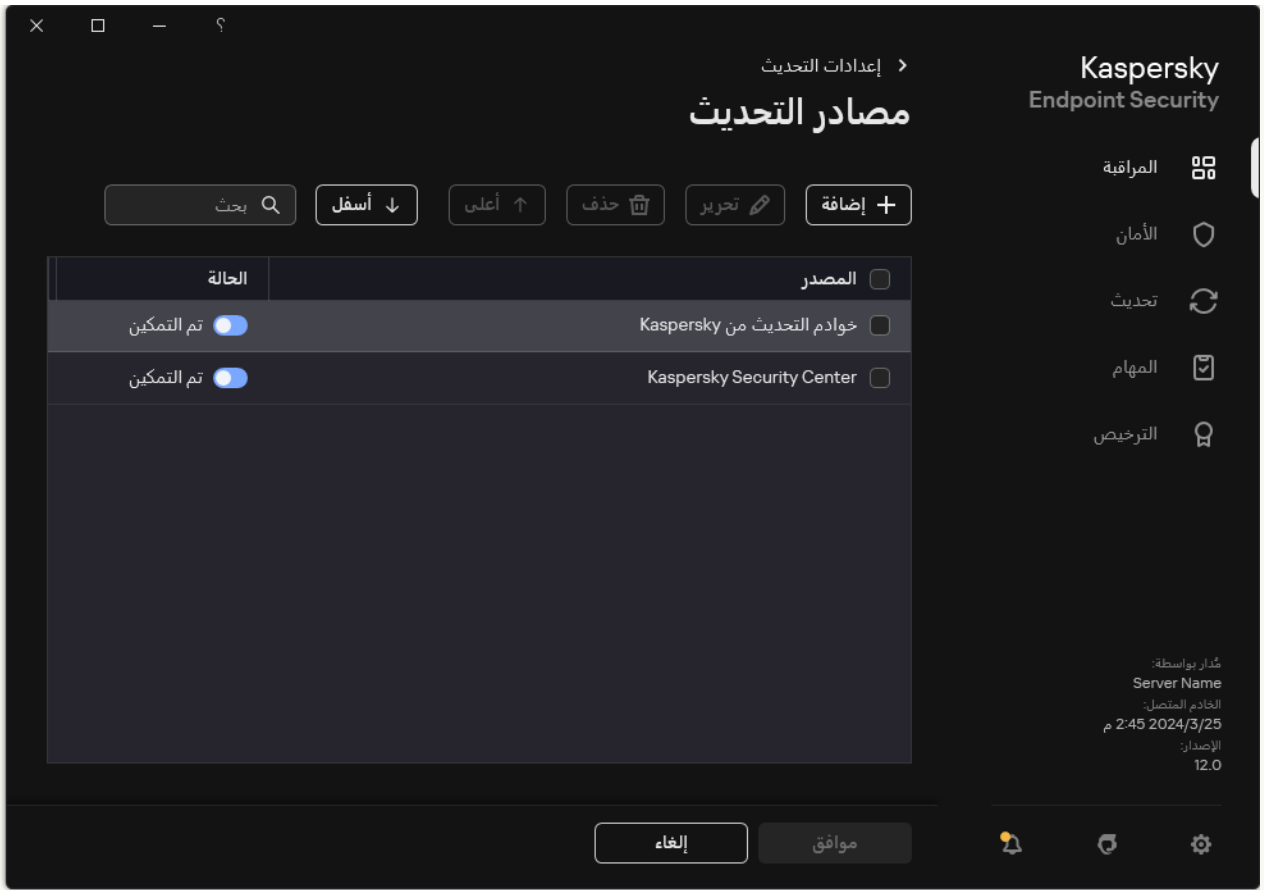 ؟
Kaspersky
Endpoint Security
المراقبة
الأمان
تحديث
المهام
الترخيص
مُدار بواسطة:
Server Name
الخادم المتصل:
2024/3/25 2:45 م
الإصدار:
12.0
إعدادات التحديث
مصادر التحديث
إضافة
تحرير
حذف
أعلى
أسفل
بحث
المصدر الحالة
خوادم التحديث من Kaspersky تم التمكين
Kaspersky Security Center تم التمكين
موافق
إلغاء